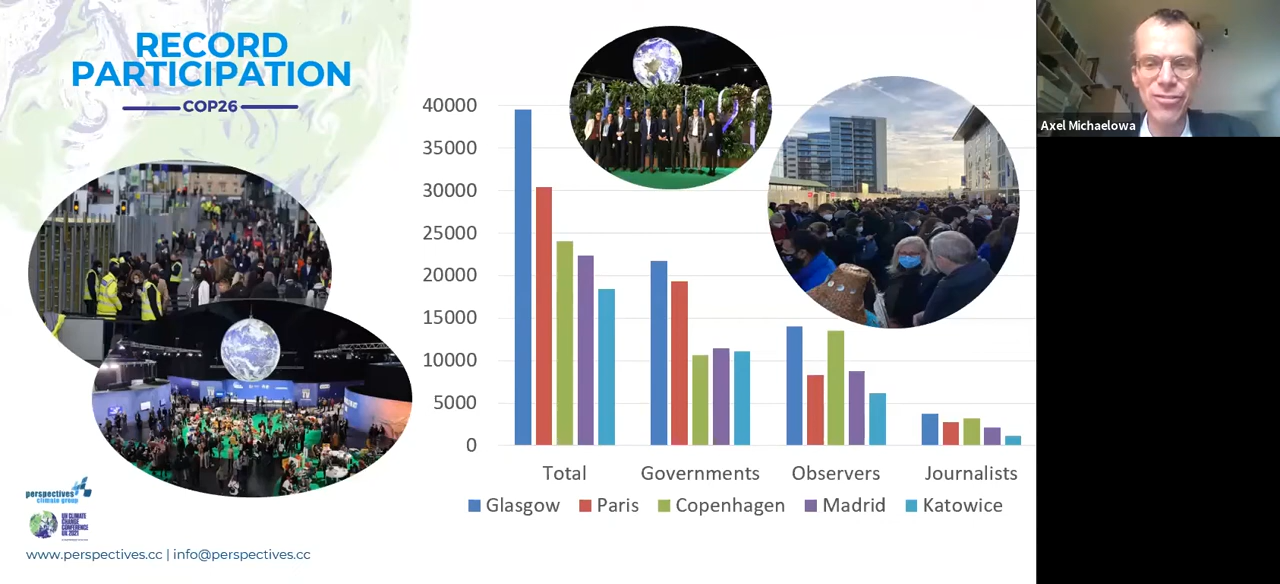 RECORD
PARTICIPATION
COP26
40000
35000
30000
25000
20000
15000
10000
5000
0
Total Governments Observers Journalists
Glasgow Paris Copenhagen Madrid Katowice
perspectives
climate group
UN CLIMATE
CHANGE
CONFERENCE
UK 2021
www.perspectives.cc | info@perspectives.cc
Axel Michaelowa